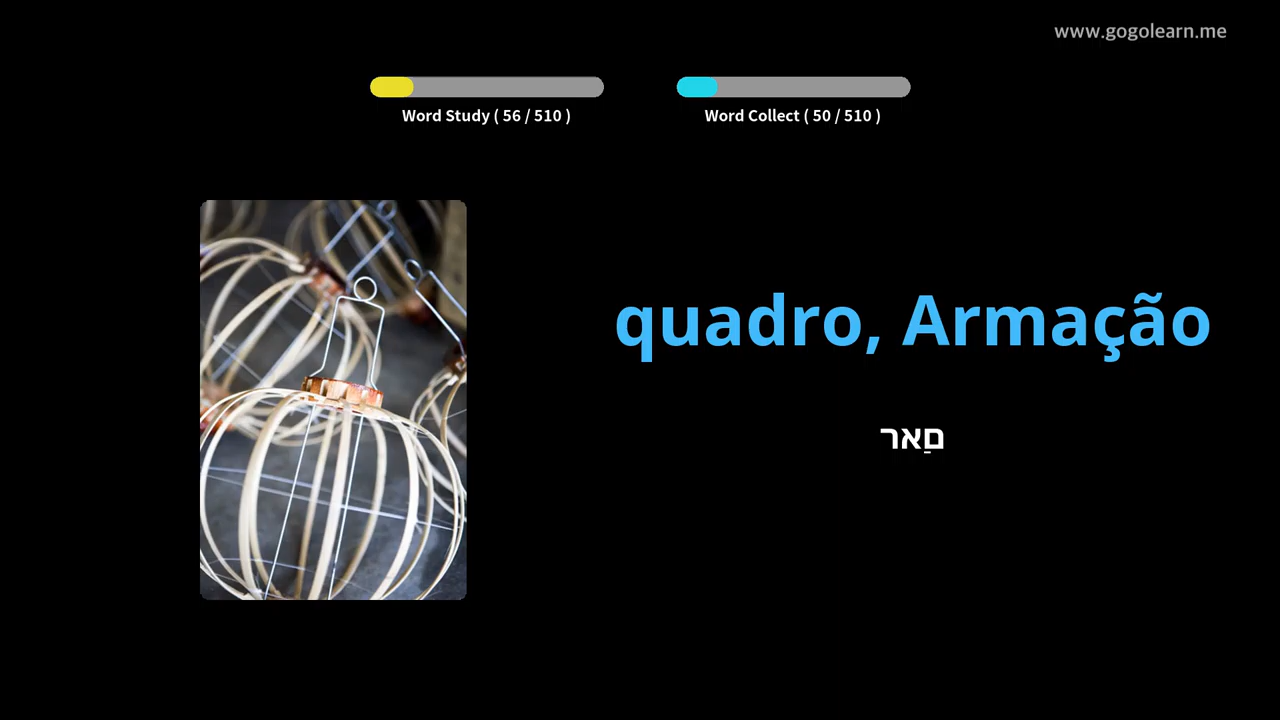 www.gogolearn.me
Word Study ( 56 / 510 )
Word Collect ( 50 / 510 )
quadro, Armação
םַאר